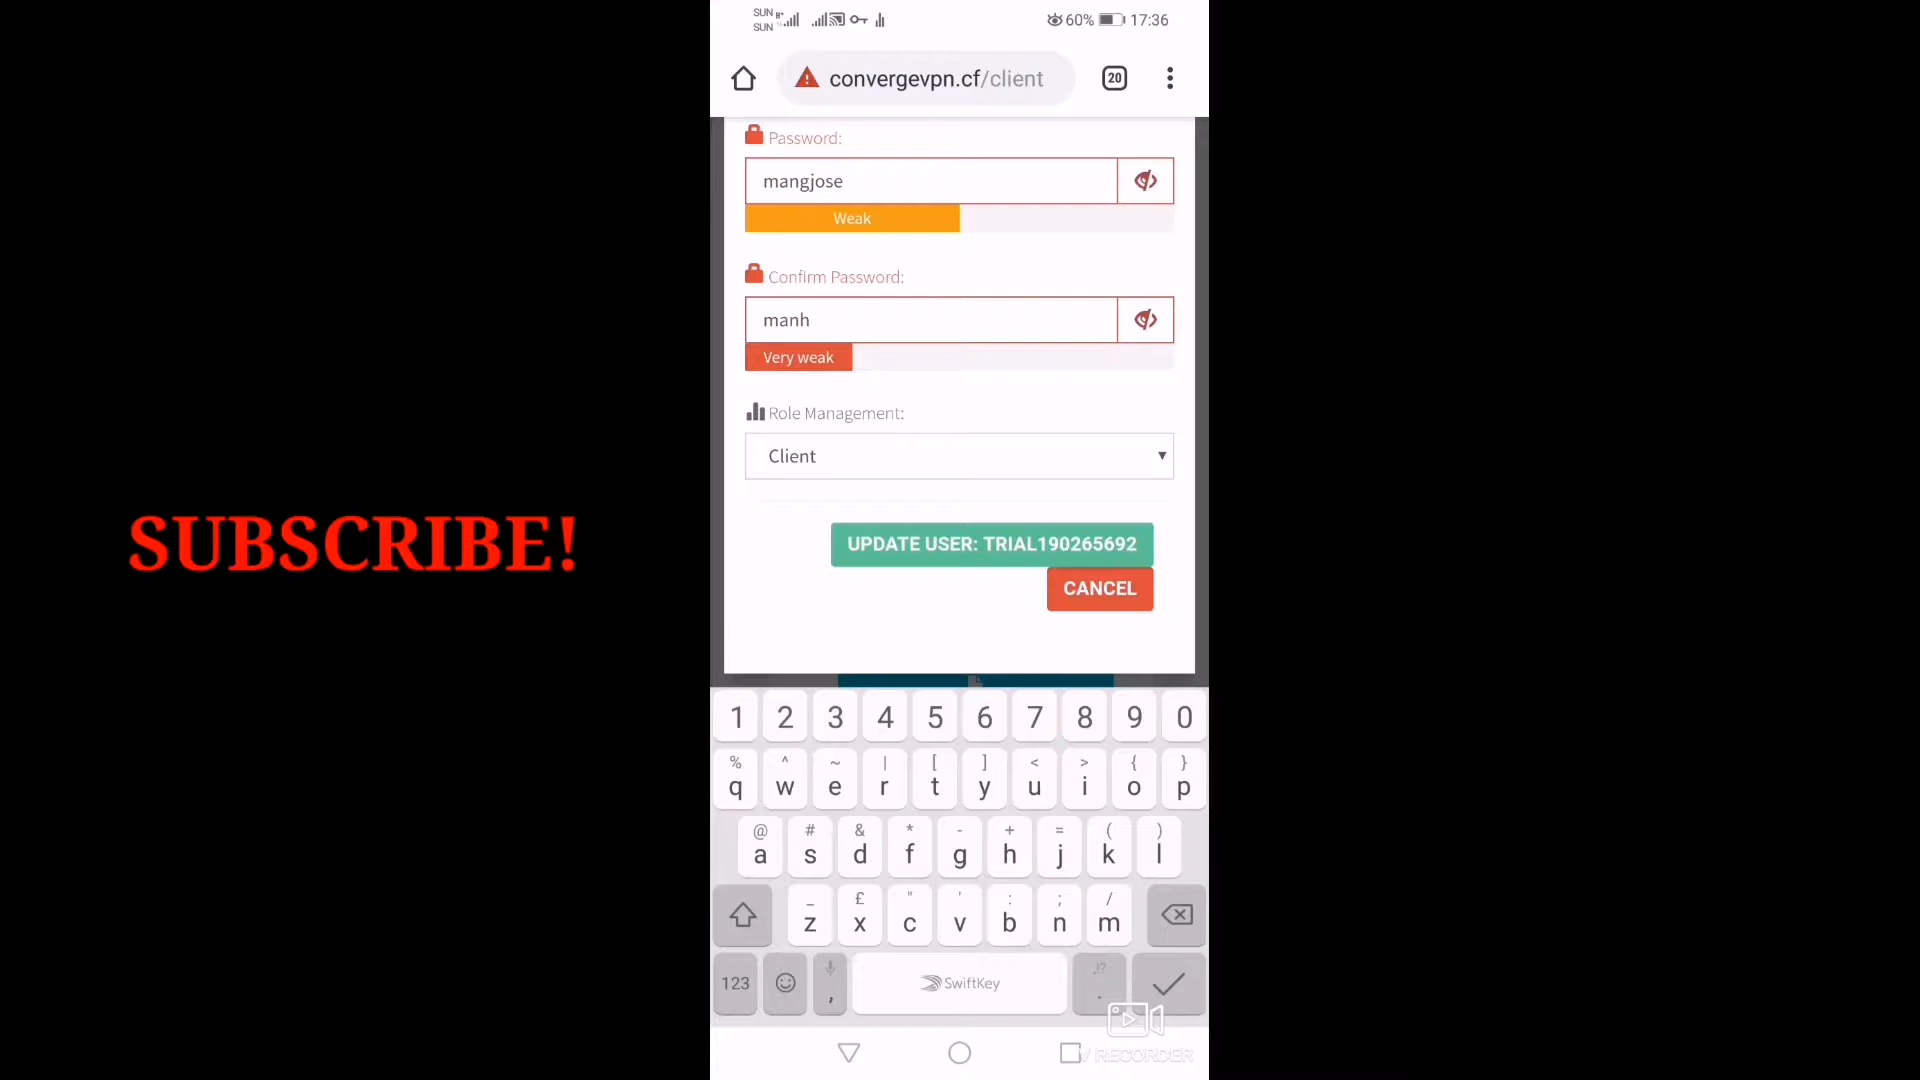 SUN
SUN
60% 17:36
convergevpn.cf/client
20
Password:
mangjose
Weak
Confirm Password:
manh
Very weak
Role Management:
Client
UPDATE USER: TRIAL190265692
CANCEL
SUBSCRIBE!
1 2 3 4 5 6 7 8 9 0
% ^ ~ | [ ] < > { }
q w e r t y u i o p
@ # & * - + = ( )
a s d f g h j k l
_ £ " ' : ; /
z x c v b n m
,!?
123 , SwiftKey .
V RECORDER